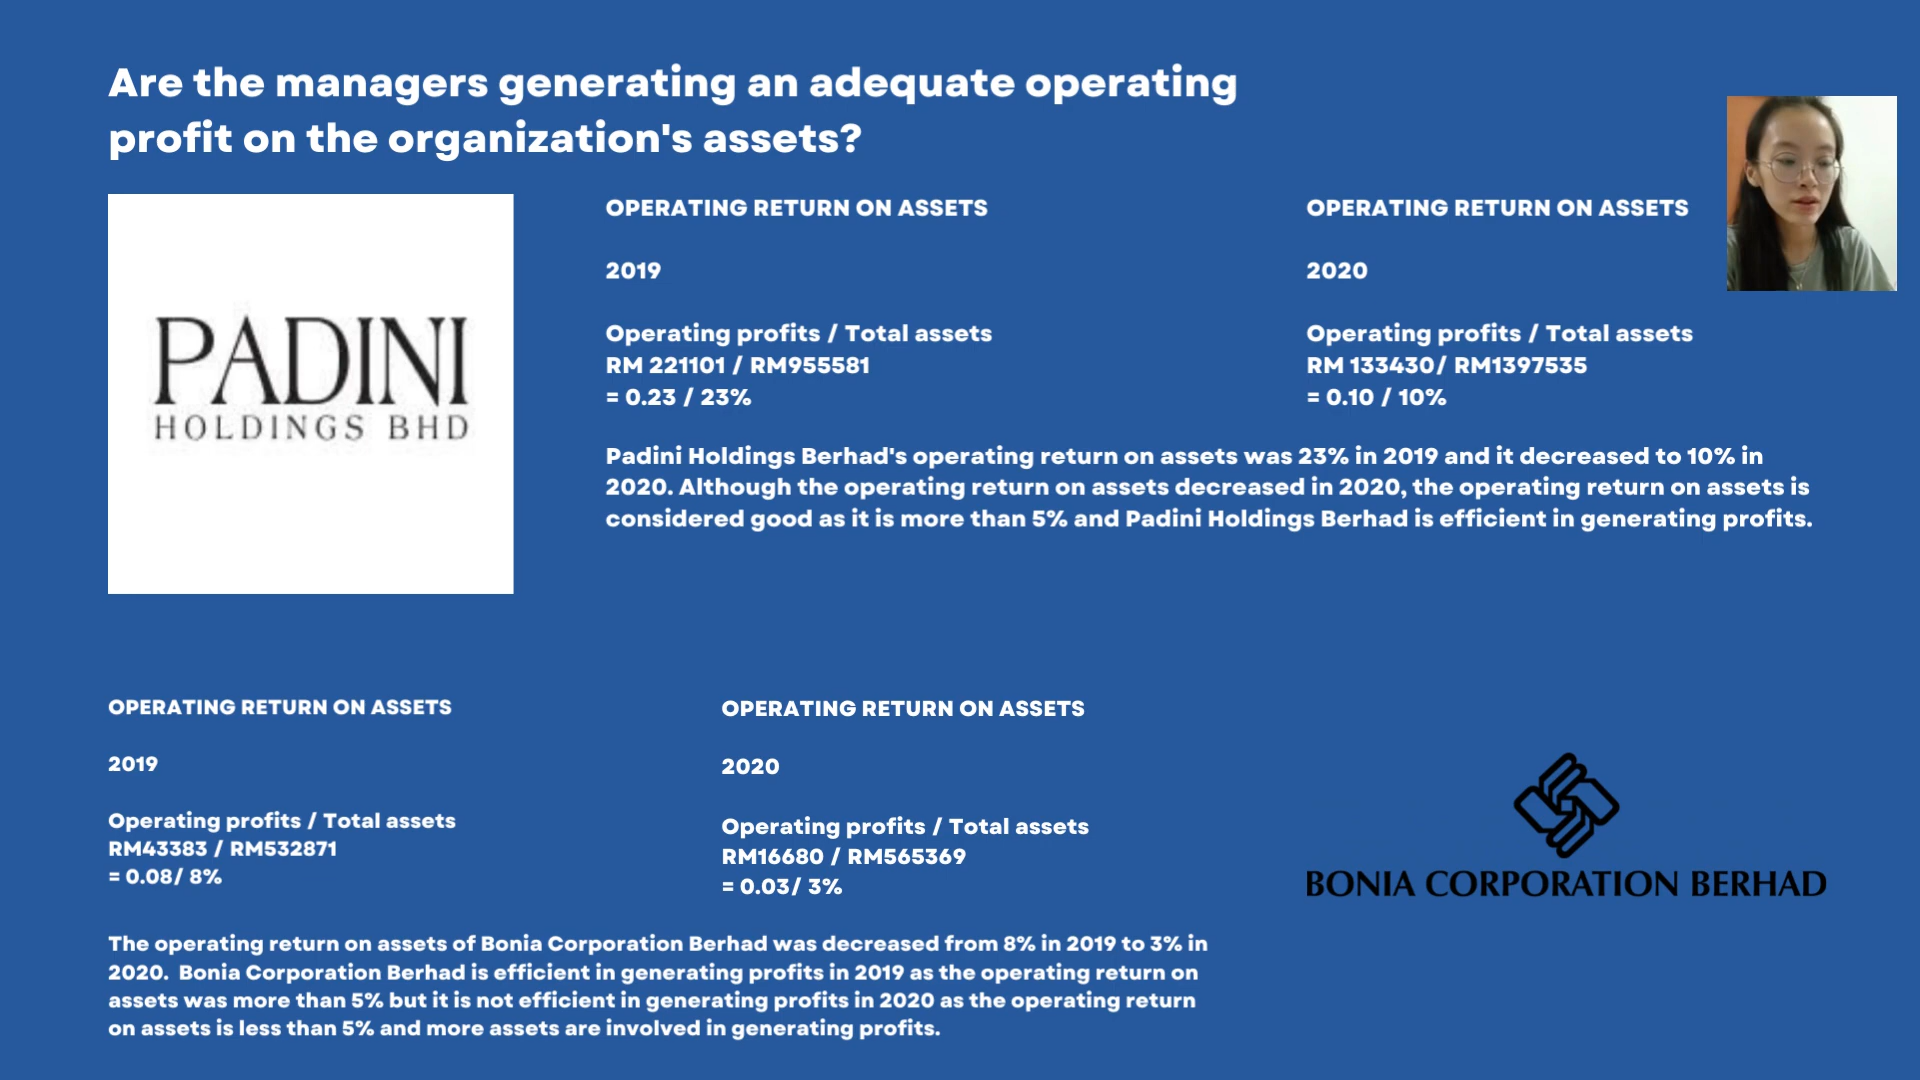 Are the managers generating an adequate operating
profit on the organization's assets?
PADINI
HOLDINGS BHD
OPERATING RETURN ON ASSETS
2019
Operating profits / Total assets
RM 221101 / RM955581
= 0.23 / 23%
OPERATING RETURN ON ASSETS
2020
Operating profits / Total assets
RM 133430/ RM1397535
= 0.10 / 10%
Padini Holdings Berhad's operating return on assets was 23% in 2019 and it decreased to 10% in
2020. Although the operating return on assets decreased in 2020, the operating return on assets is
considered good as it is more than 5% and Padini Holdings Berhad is efficient in generating profits.
OPERATING RETURN ON ASSETS
2019
Operating profits / Total assets
RM43383 / RM532871
= 0.08/ 8%
OPERATING RETURN ON ASSETS
2020
Operating profits / Total assets
RM16680 / RM565369
= 0.03/ 3%
The operating return on assets of Bonia Corporation Berhad was decreased from 8% in 2019 to 3% in
2020.  Bonia Corporation Berhad is efficient in generating profits in 2019 as the operating return on
assets was more than 5% but it is not efficient in generating profits in 2020 as the operating return
on assets is less than 5% and more assets are involved in generating profits.
BONIA CORPORATION BERHAD